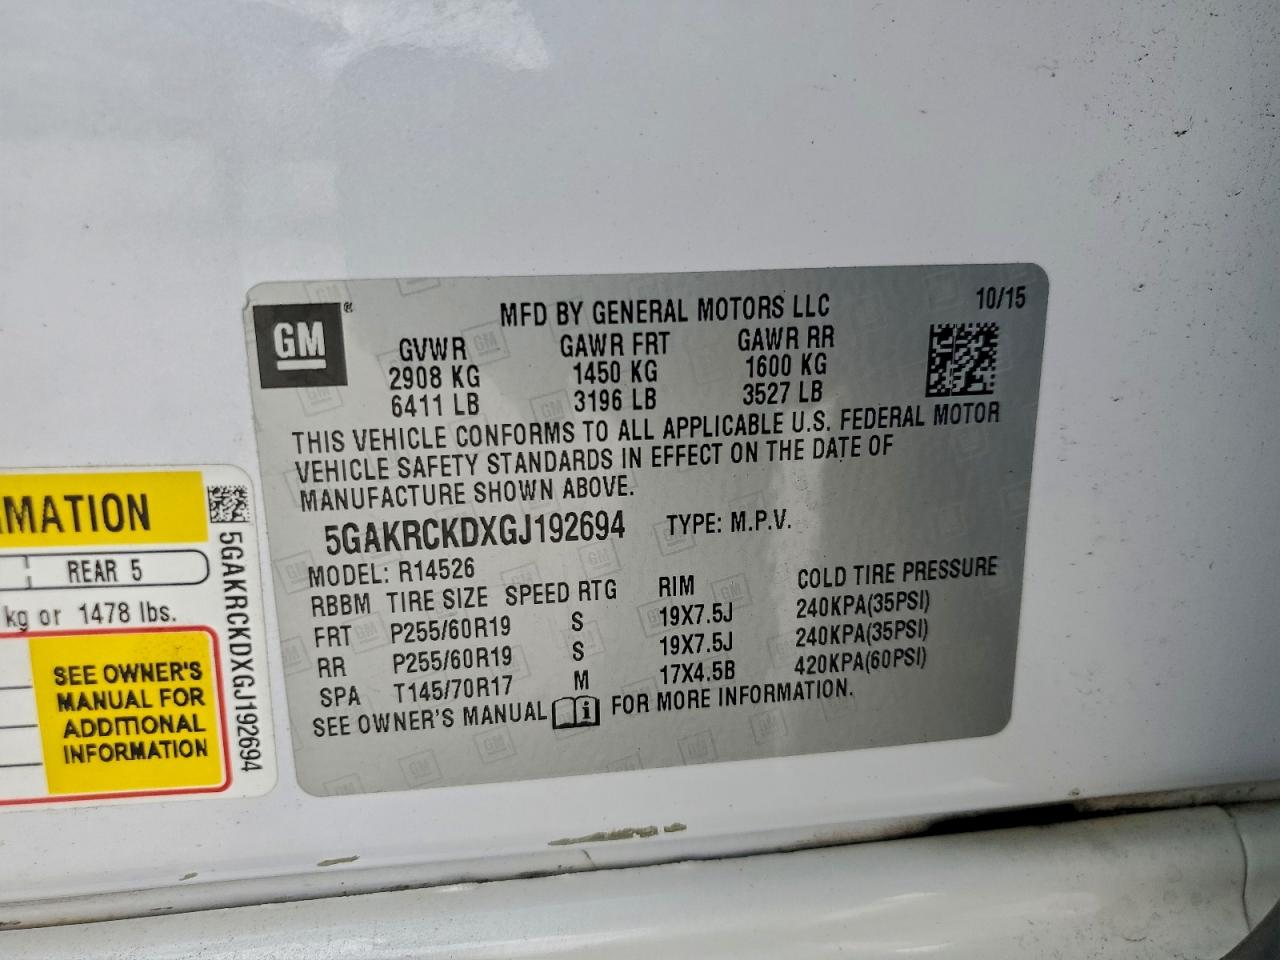 GM®
MFD BY GENERAL MOTORS LLC
10/15
GVWR GAWR FRT GAWR RR
2908 KG 1450 KG 1600 KG
6411 LB 3196 LB 3527 LB
THIS VEHICLE CONFORMS TO ALL APPLICABLE U.S. FEDERAL MOTOR
VEHICLE SAFETY STANDARDS IN EFFECT ON THE DATE OF
MANUFACTURE SHOWN ABOVE.
5GAKRCKDXGJ192694 TYPE: M.P.V.
MODEL: R14526
RBBM TIRE SIZE SPEED RTG RIM COLD TIRE PRESSURE
FRT P255/60R19 S 19X7.5J 240KPA(35PSI)
RR P255/60R19 S 19X7.5J 240KPA(35PSI)
SPA T145/70R17 M 17X4.5B 420KPA(60PSI)
SEE OWNER'S MANUAL i FOR MORE INFORMATION.
REAR 5
kg or 1478 lbs.
SEE OWNER'S
MANUAL FOR
ADDITIONAL
INFORMATION
5GAKRCKDXGJ192694